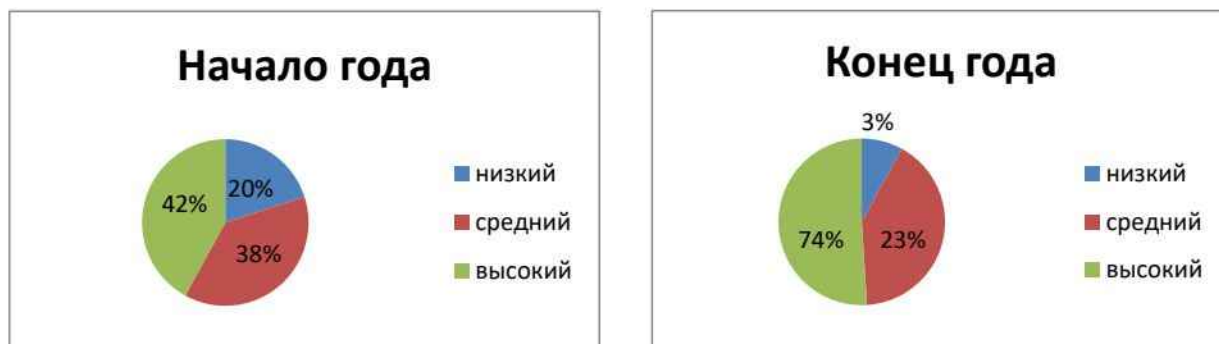 Начало года
20%
42%
38%
низкий
средний
высокий
Конец года
3%
74%
23%
низкий
средний
высокий